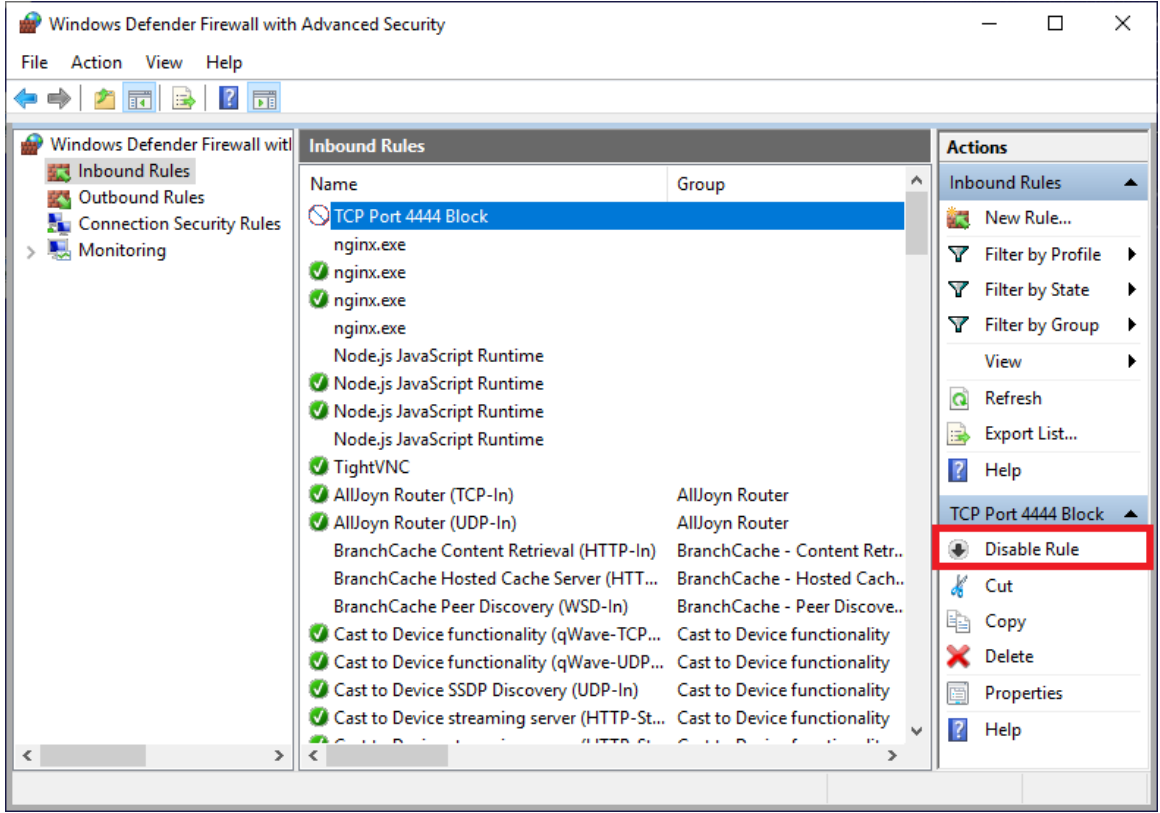 Windows Defender Firewall with Advanced Security
File Action View Help
Windows Defender Firewall witl
Inbound Rules
Outbound Rules
Connection Security Rules
Monitoring
Inbound Rules
Name Group
TCP Port 4444 Block
nginx.exe
nginx.exe
nginx.exe
nginx.exe
Node.js JavaScript Runtime
Node.js JavaScript Runtime
Node.js JavaScript Runtime
Node.js JavaScript Runtime
TightVNC
AllJoyn Router (TCP-In) AllJoyn Router
AllJoyn Router (UDP-In) AllJoyn Router
BranchCache Content Retrieval (HTTP-In) BranchCache - Content Retr..
BranchCache Hosted Cache Server (HTT... BranchCache - Hosted Cach..
BranchCache Peer Discovery (WSD-In) BranchCache - Peer Discove..
Cast to Device functionality (qWave-TCP... Cast to Device functionality
Cast to Device functionality (qWave-UDP... Cast to Device functionality
Cast to Device SSDP Discovery (UDP-In) Cast to Device functionality
Cast to Device streaming server (HTTP-St... Cast to Device functionality
Actions
Inbound Rules
New Rule...
Filter by Profile
Filter by State
Filter by Group
View
Refresh
Export List...
Help
TCP Port 4444 Block
Disable Rule
Cut
Copy
Delete
Properties
Help